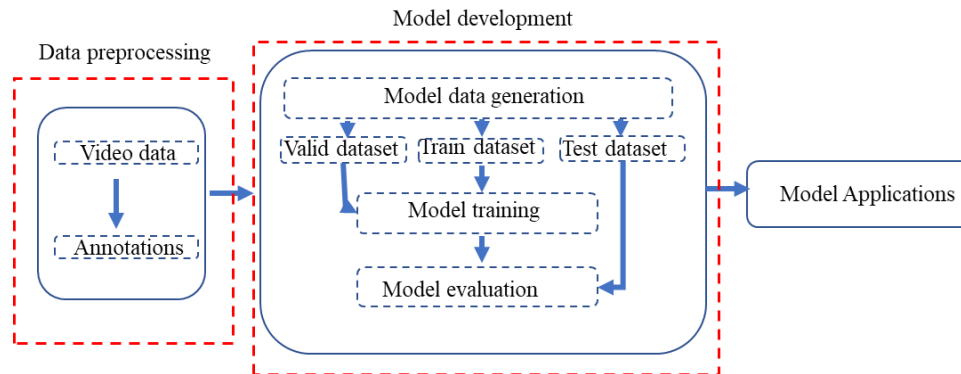 Model development
Data preprocessing
Model data generation
Valid dataset
Train dataset
Test dataset
Video data
Model training
Annotations
Model evaluation
Model Applications